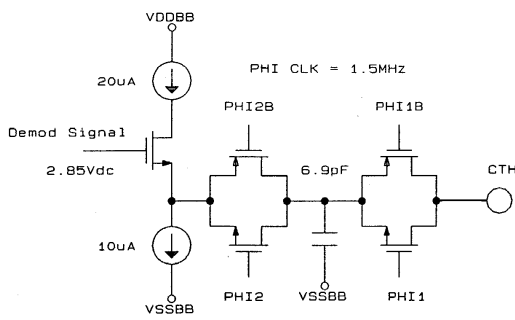 VDDBB
20uA
PHI CLK = 1.5MHz
PHI2B
PHI1B
Demod Signal
2.85Vdc
6.9pF
CTH
10uA
VSSBB
PHI2
VSSBB
PHI1